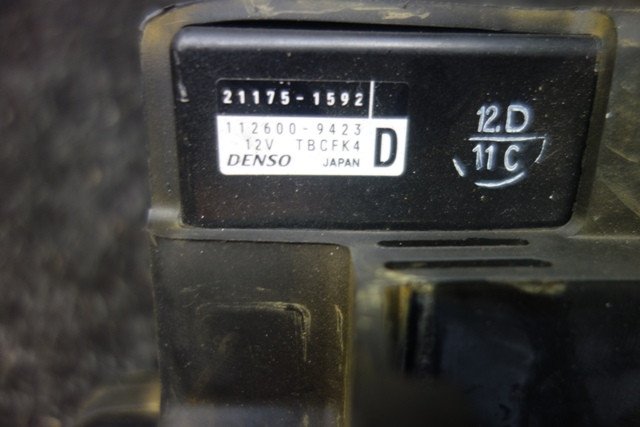 21175-1592
112600-9423
12V TBCFK4
DENSO JAPAN D
12.D
11 C